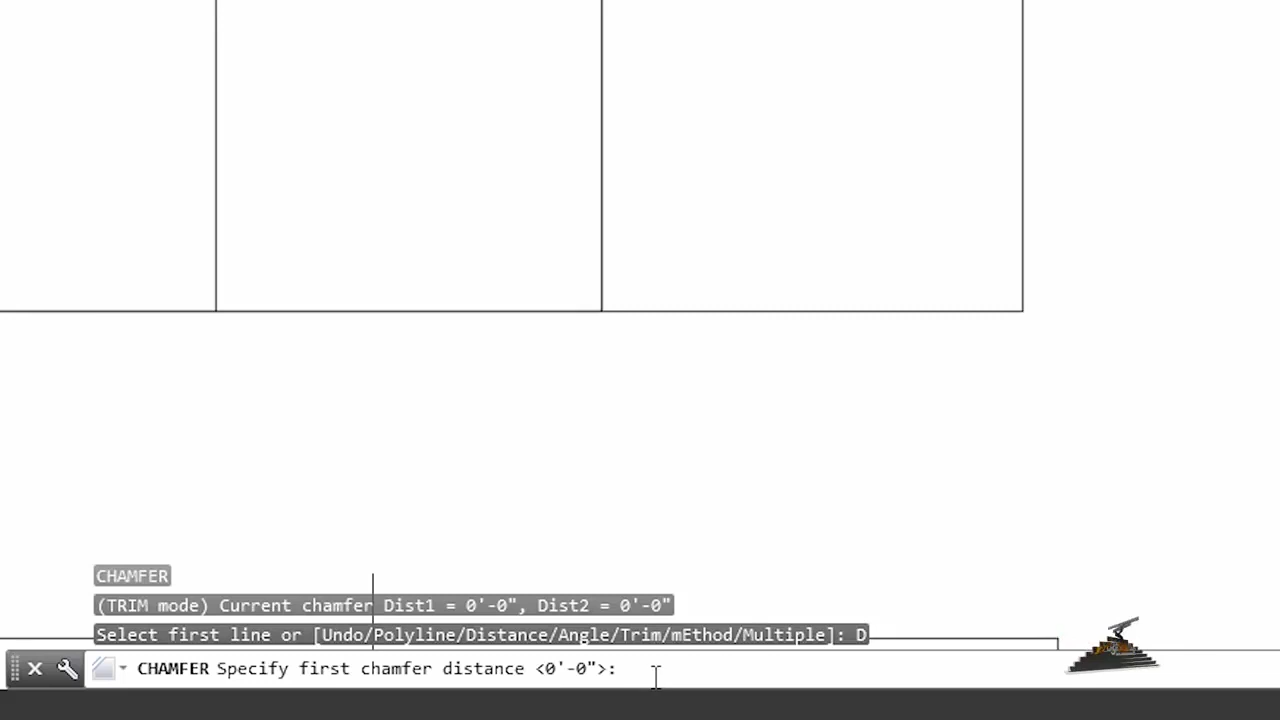 CHAMFER
(TRIM mode) Current chamfer Dist1 = 0'-0", Dist2 = 0'-0"
Select first line or [Undo/Polyline/Distance/Angle/Trim/mEthod/Multiple]: D
CHAMFER Specify first chamfer distance <0'-0">: